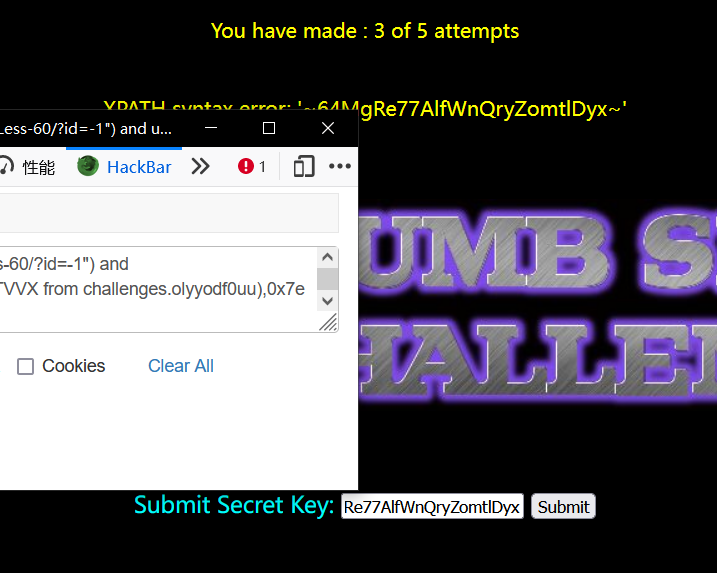 You have made : 3 of 5 attempts
XPATH syntax error: '~64MgRe77AlfWnQryZomtlDyx~'
Less-60/?id=-1") and u...
性能
HackBar
1
s-60/?id=-1") and
TVVX from challenges.olyyodf0uu),0x7e
Cookies
Clear All
UMB S
HALLE
Submit Secret Key: Re77AlfWnQryZomtlDyx Submit